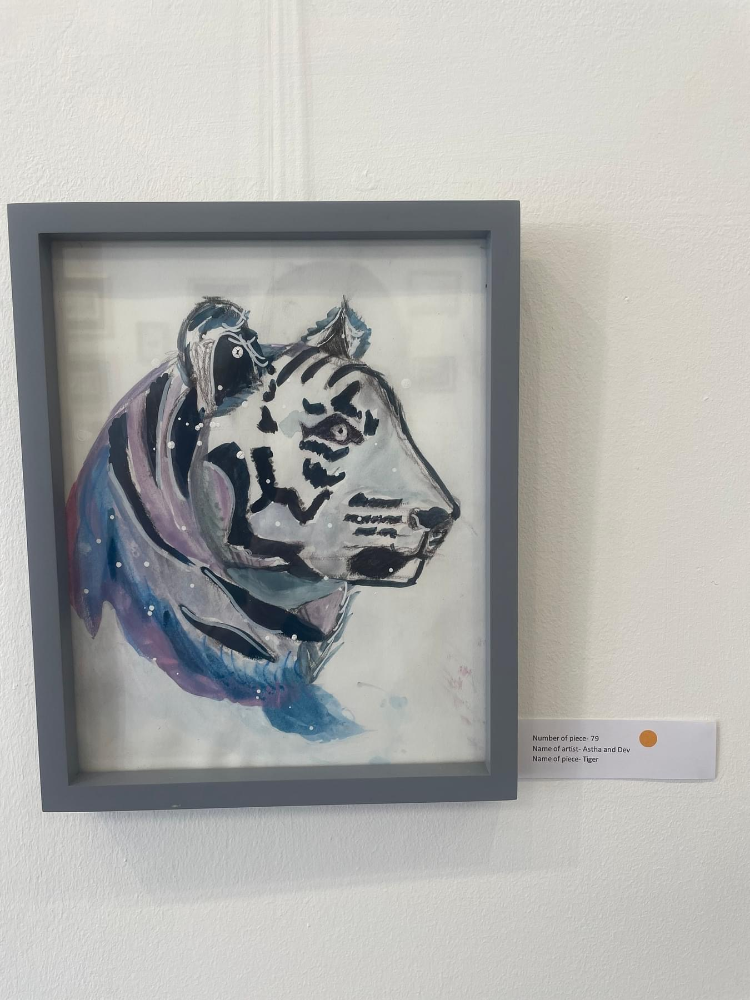 Number of piece- 79
Name of artist- Astha and Dev
Name of piece- Tiger